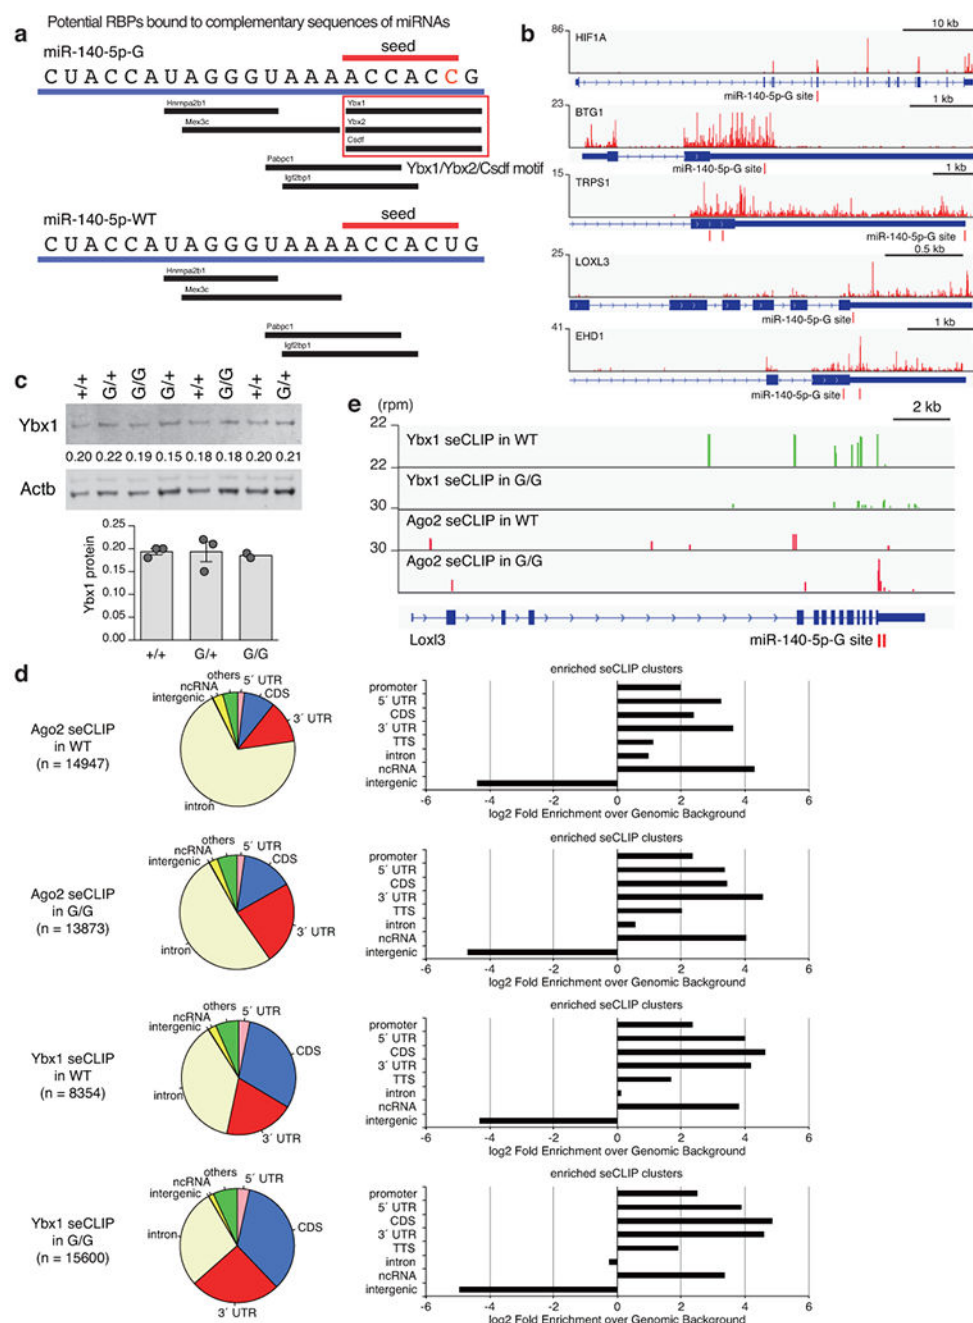 Potential RBPs bound to complementary sequences of miRNAs
a
miR-140-5p-G
seed
CUACCAUAGGGUAAAACCACCG
Hnrnpa2b1
Mex3c
Ybx1
Ybx2
Csdf
Pabpc1
Ybx1/Ybx2/Csdf motif
Igf2bp1
miR-140-5p-WT
seed
CUACCAUAGGGUAAAACCACUG
Hnrnpa2b1
Mex3c
Pabpc1
Igf2bp1
b
10 kb
86
HIF1A
miR-140-5p-G site
23
1 kb
BTG1
miR-140-5p-G site
15
1 kb
TRPS1
miR-140-5p-G site
25
0.5 kb
LOXL3
miR-140-5p-G site
41
1 kb
EHD1
miR-140-5p-G site
c
+/+ G/+ G/G G/+ +/+ G/G +/+ G/+
Ybx1
0.20 0.22 0.19 0.15 0.18 0.18 0.20 0.21
Actb
Ybx1 protein
0.25
0.20
0.15
0.10
0.05
0.00
+/+ G/+ G/G
e
(rpm)
2 kb
22
Ybx1 seCLIP in WT
22
Ybx1 seCLIP in G/G
30
Ago2 seCLIP in WT
30
Ago2 seCLIP in G/G
Loxl3
miR-140-5p-G site
d
Ago2 seCLIP
in WT
(n = 14947)
others
ncRNA
intergenic
5´ UTR
CDS
3´ UTR
intron
enriched seCLIP clusters
promoter
5´ UTR
CDS
3´ UTR
TTS
intron
ncRNA
intergenic
-6 -4 -2 0 2 4 6
log2 Fold Enrichment over Genomic Background
Ago2 seCLIP
in G/G
(n = 13873)
others
ncRNA
intergenic
5´ UTR
CDS
3´ UTR
intron
enriched seCLIP clusters
promoter
5´ UTR
CDS
3´ UTR
TTS
intron
ncRNA
intergenic
-6 -4 -2 0 2 4 6
log2 Fold Enrichment over Genomic Background
Ybx1 seCLIP
in WT
(n = 8354)
others
ncRNA
intergenic
5´ UTR
CDS
3´ UTR
intron
enriched seCLIP clusters
promoter
5´ UTR
CDS
3´ UTR
TTS
intron
ncRNA
intergenic
-6 -4 -2 0 2 4 6
log2 Fold Enrichment over Genomic Background
Ybx1 seCLIP
in G/G
(n = 15600)
others
ncRNA
intergenic
5´ UTR
CDS
3´ UTR
intron
enriched seCLIP clusters
promoter
5´ UTR
CDS
3´ UTR
TTS
intron
ncRNA
intergenic
-6 -4 -2 0 2 4 6
log2 Fold Enrichment over Genomic Background